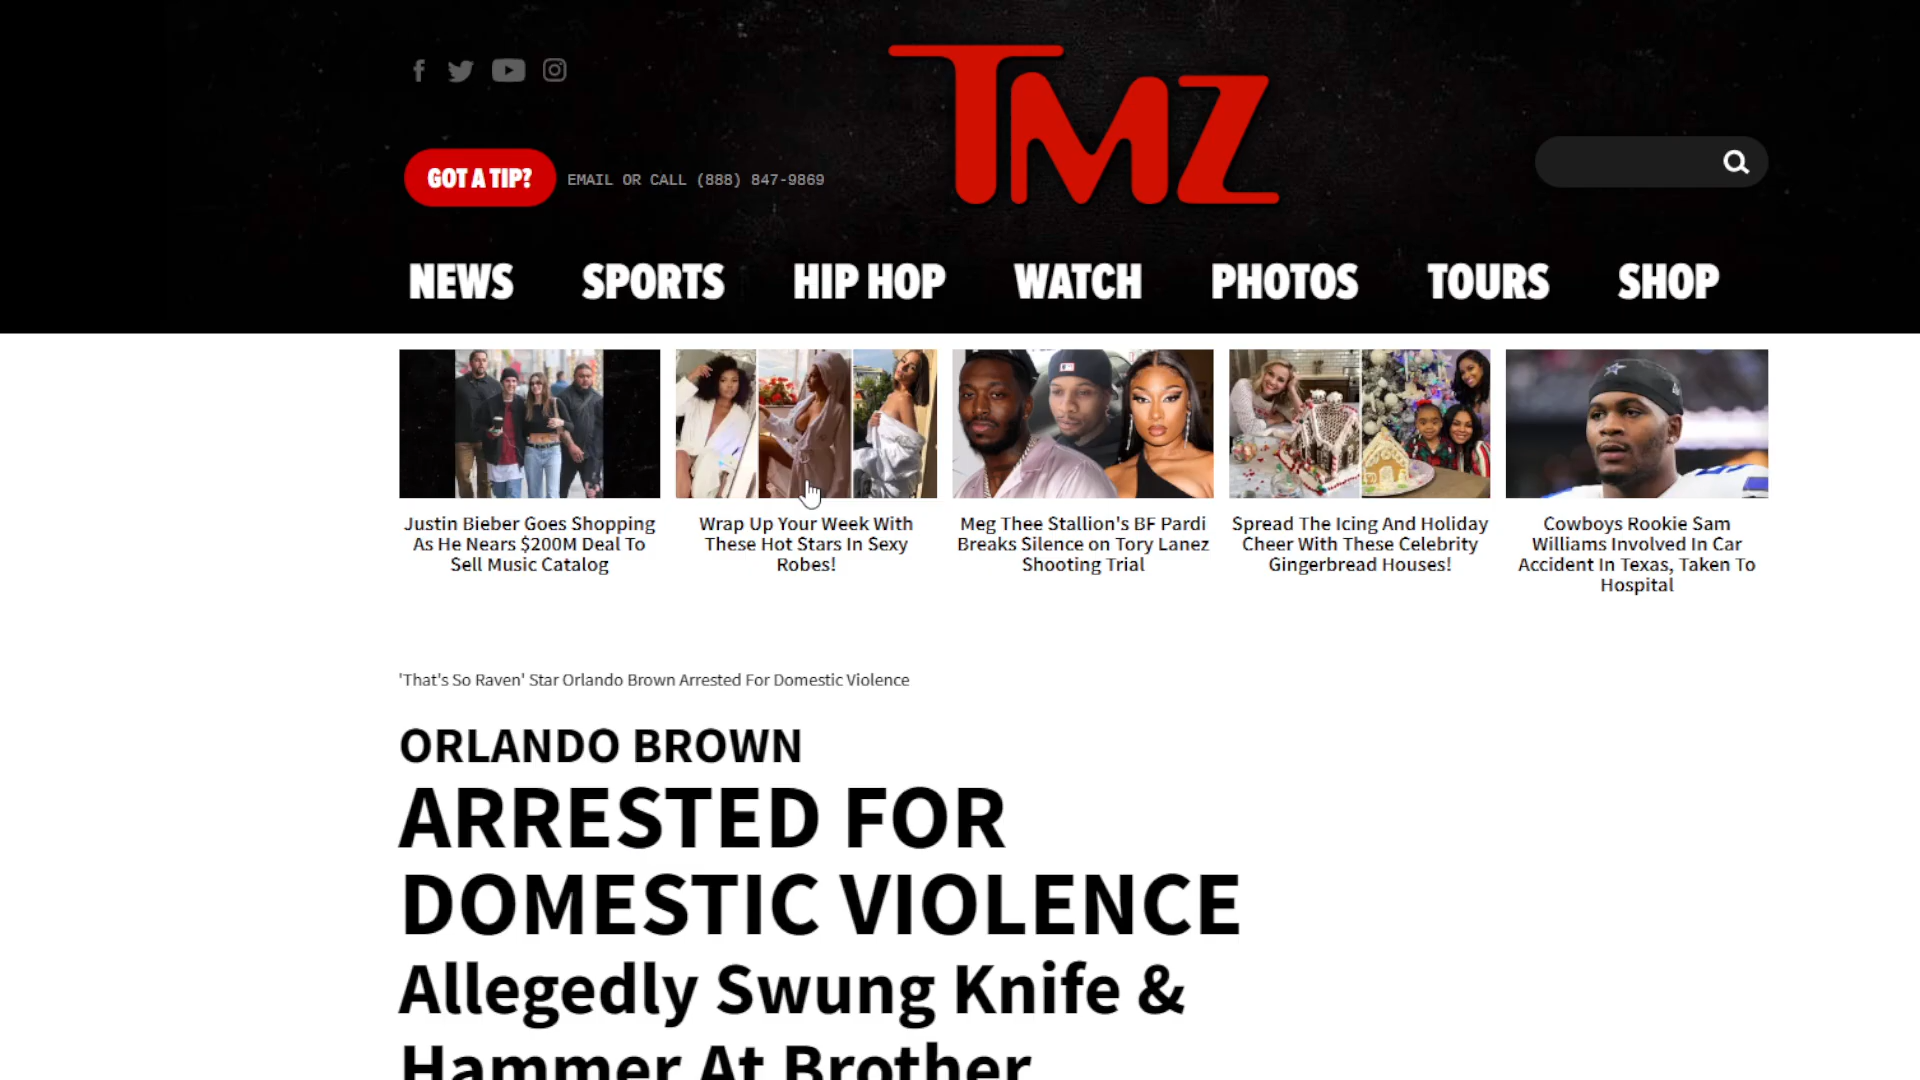 TMZ
GOT A TIP?
EMAIL OR CALL (888) 847-9869
NEWS
SPORTS
HIP HOP
WATCH
PHOTOS
TOURS
SHOP
Justin Bieber Goes Shopping
As He Nears $200M Deal To
Sell Music Catalog
Wrap Up Your Week With
These Hot Stars In Sexy
Robes!
Meg Thee Stallion's BF Pardi
Breaks Silence on Tory Lanez
Shooting Trial
Spread The Icing And Holiday
Cheer With These Celebrity
Gingerbread Houses!
Cowboys Rookie Sam
Williams Involved In Car
Accident In Texas, Taken To
Hospital
'That's So Raven' Star Orlando Brown Arrested For Domestic Violence
ORLANDO BROWN
ARRESTED FOR
DOMESTIC VIOLENCE
Allegedly Swung Knife &
Hammer At Brother